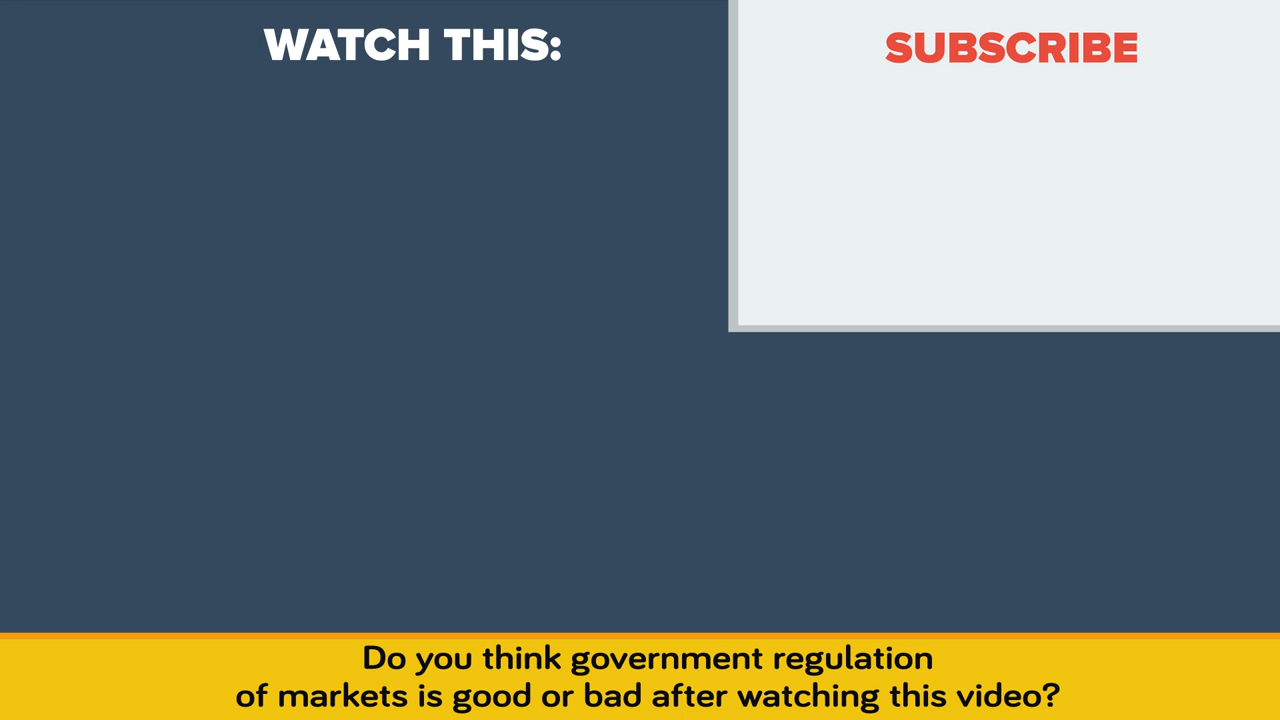 WATCH THIS:
SUBSCRIBE
Do you think government regulation
of markets is good or bad after watching this video?